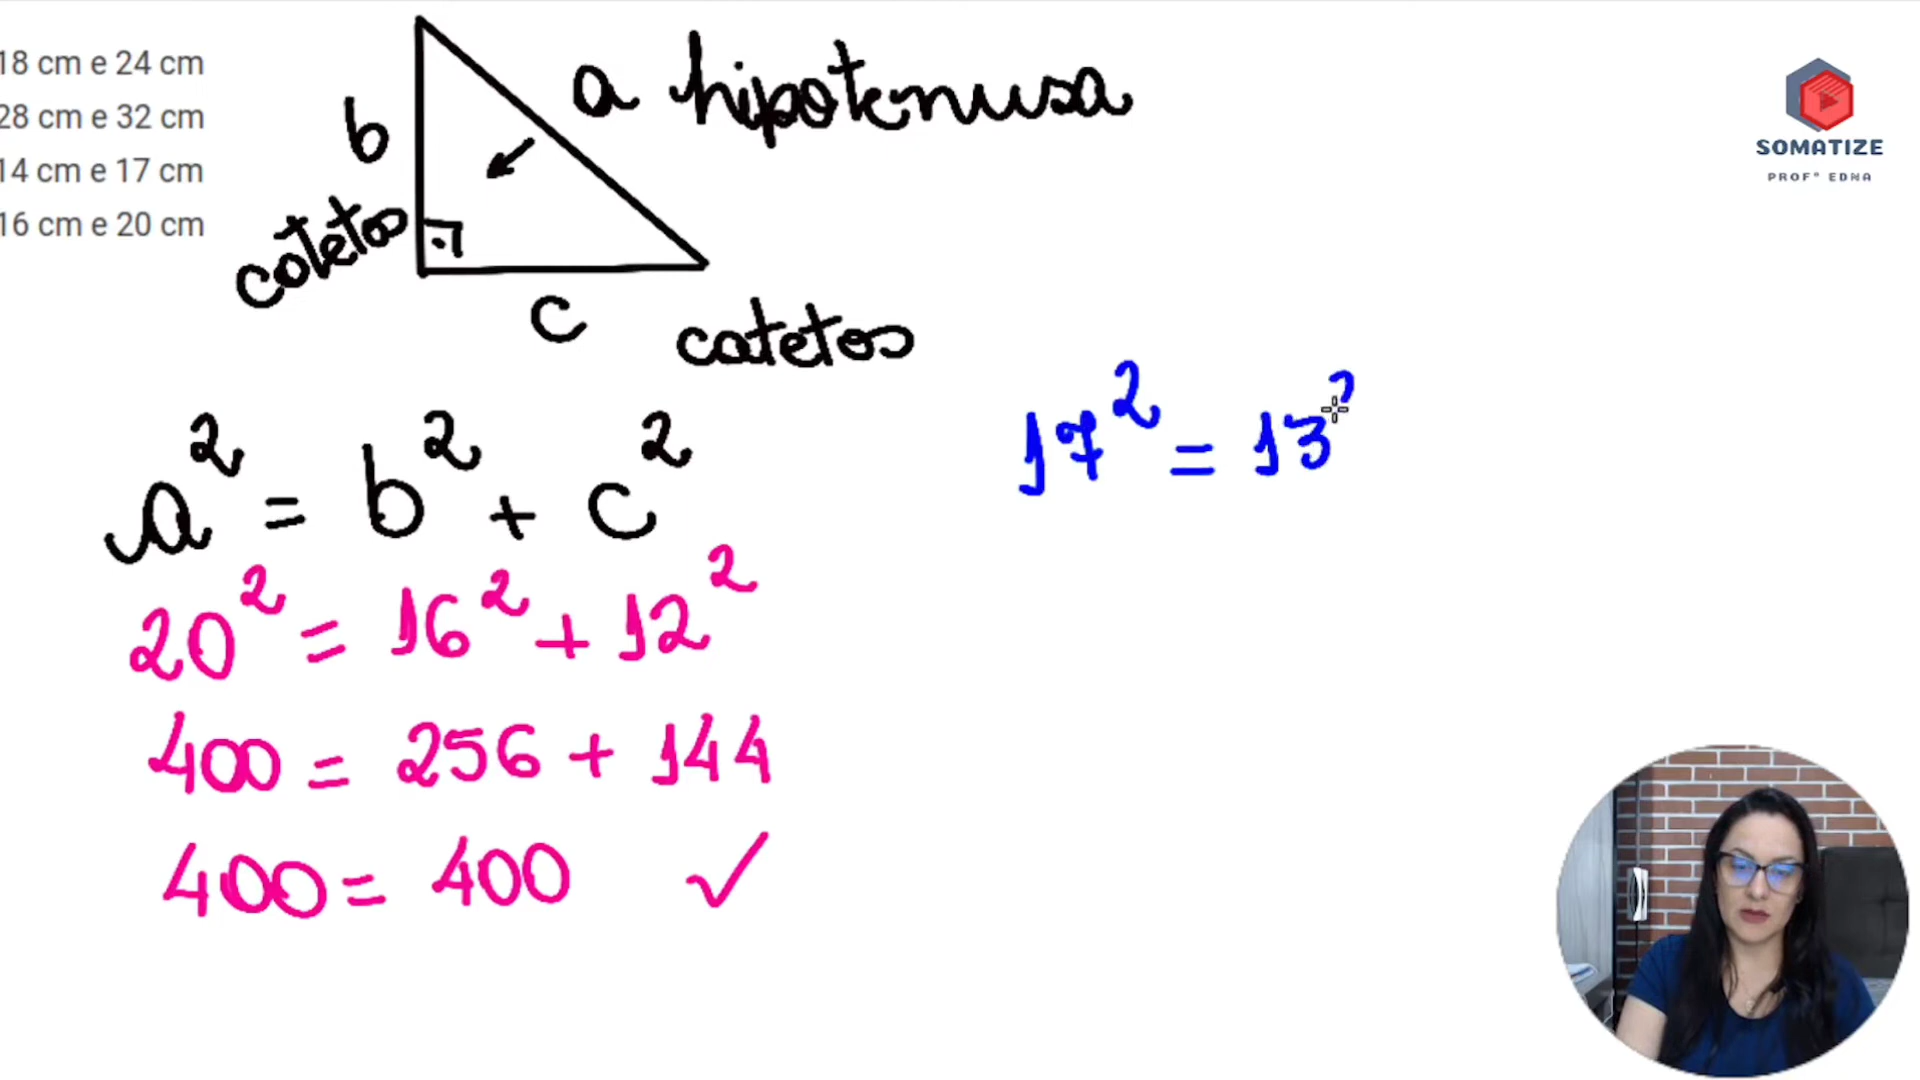 18 cm e 24 cm
28 cm e 32 cm
14 cm e 17 cm
16 cm e 20 cm
b
a hipotenusa
catetos
c
catetos
SOMATIZE
PROFª EDNA
a² = b² + c²
20² = 16² + 12²
400 = 256 + 144
400 = 400 ✓
17² = 13²